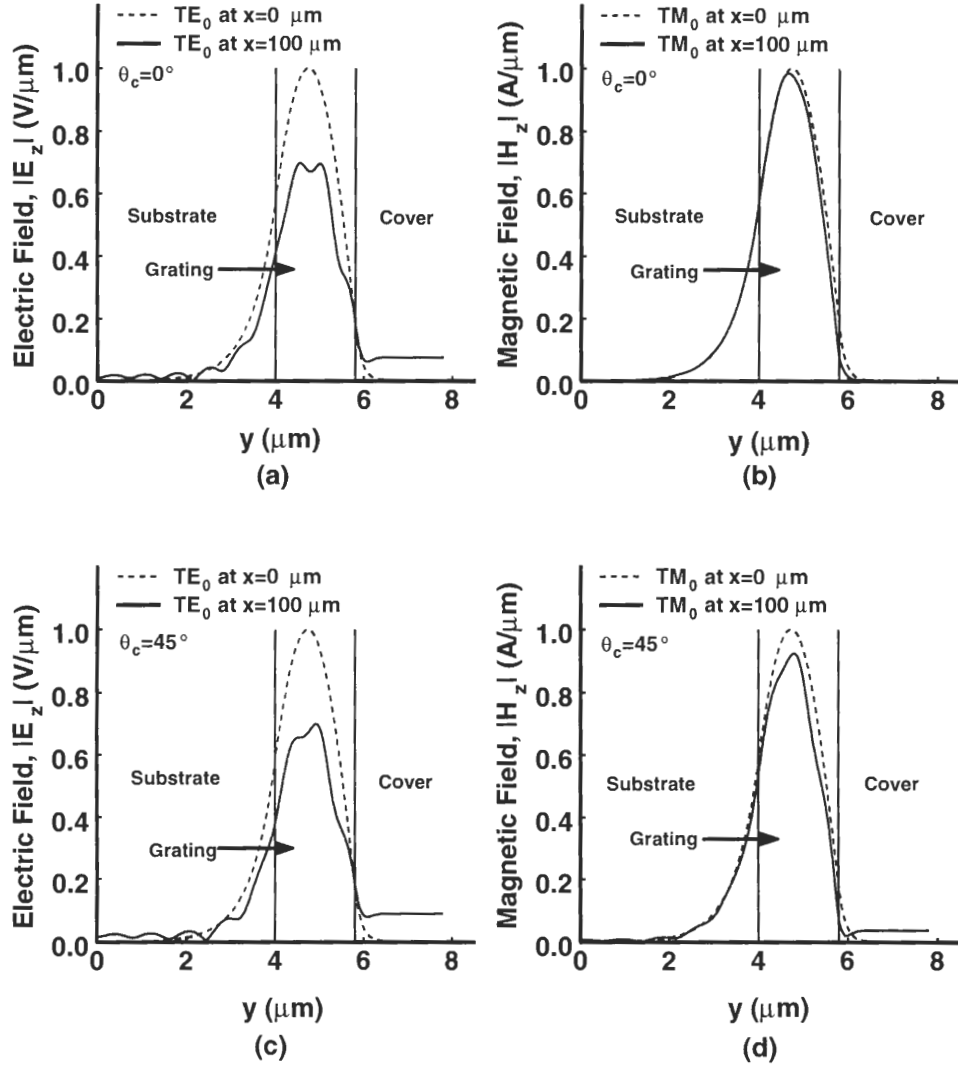 TE0 at x=0 μm
TE0 at x=100 μm
θc=0°
Electric Field, |Ez| (V/μm)
1.0
0.8
0.6
0.4
0.2
0.0
Substrate
Cover
Grating
0 2 4 6 8
y (μm)
(a)
TM0 at x=0 μm
TM0 at x=100 μm
θc=0°
Magnetic Field, |Hz| (A/μm)
1.0
0.8
0.6
0.4
0.2
0.0
Substrate
Cover
Grating
0 2 4 6 8
y (μm)
(b)
TE0 at x=0 μm
TE0 at x=100 μm
θc=45°
Electric Field, |Ez| (V/μm)
1.0
0.8
0.6
0.4
0.2
0.0
Substrate
Cover
Grating
0 2 4 6 8
y (μm)
(c)
TM0 at x=0 μm
TM0 at x=100 μm
θc=45°
Magnetic Field, |Hz| (A/μm)
1.0
0.8
0.6
0.4
0.2
0.0
Substrate
Cover
Grating
0 2 4 6 8
y (μm)
(d)